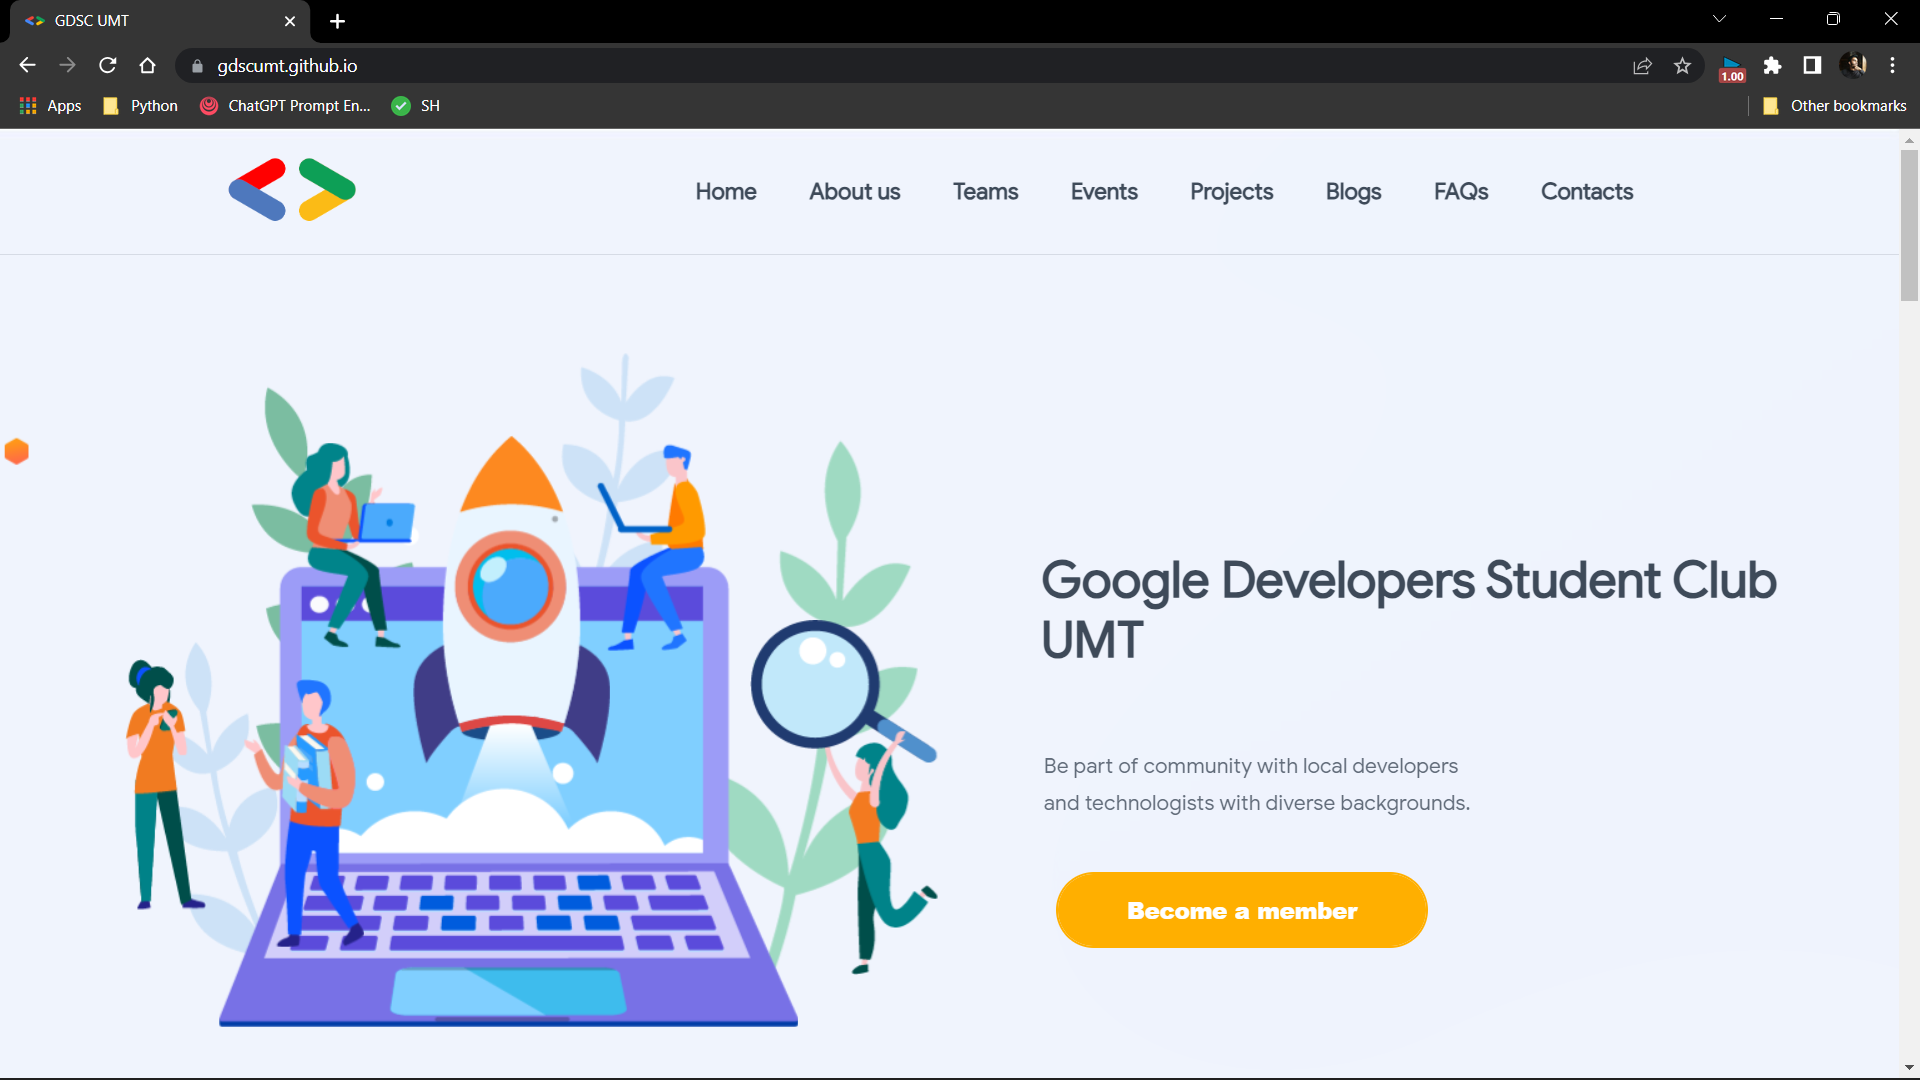 GDSC UMT
gdscumt.github.io
1.00
Apps
Python
ChatGPT Prompt En...
SH
Other bookmarks
Home
About us
Teams
Events
Projects
Blogs
FAQs
Contacts
Google Developers Student Club
UMT
Be part of community with local developers
and technologists with diverse backgrounds.
Become a member